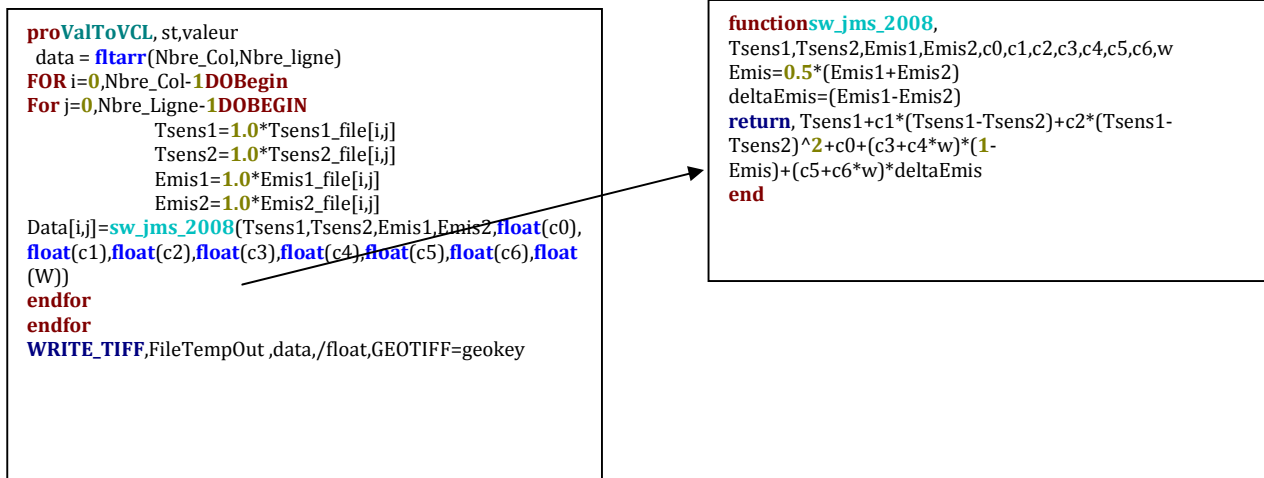 proValToVCL, st,valeur
data = fltarr(Nbre_Col,Nbre_ligne)
FOR i=0,Nbre_Col-1DOBegin
For j=0,Nbre_Ligne-1DOBEGIN
Tsens1=1.0*Tsens1_file[i,j]
Tsens2=1.0*Tsens2_file[i,j]
Emis1=1.0*Emis1_file[i,j]
Emis2=1.0*Emis2_file[i,j]
Data[i,j]=sw_jms_2008(Tsens1,Tsens2,Emis1,Emis2,float(c0),
float(c1),float(c2),float(c3),float(c4),float(c5),float(c6),float
(W))
endfor
endfor
WRITE_TIFF,FileTempOut ,data,/float,GEOTIFF=geokey
functionsw_jms_2008,
Tsens1,Tsens2,Emis1,Emis2,c0,c1,c2,c3,c4,c5,c6,w
Emis=0.5*(Emis1+Emis2)
deltaEmis=(Emis1-Emis2)
return, Tsens1+c1*(Tsens1-Tsens2)+c2*(Tsens1-
Tsens2)^2+c0+(c3+c4*w)*(1-
Emis)+(c5+c6*w)*deltaEmis
end